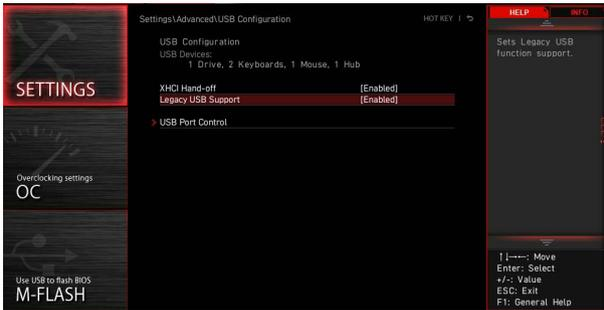 Settings\Advanced\USB Configuration
HOT KEY
HELP
INFO
USB Configuration
USB Devices:
1 Drive, 2 Keyboards, 1 Mouse, 1 Hub
XHCI Hand-off [Enabled]
Legacy USB Support [Enabled]
USB Port Control
SETTINGS
Overclocking settings
OC
Use USB to flash BIOS
M-FLASH
Sets Legacy USB
function support.
↑↓→←: Move
Enter: Select
+/-: Value
ESC: Exit
F1: General Help